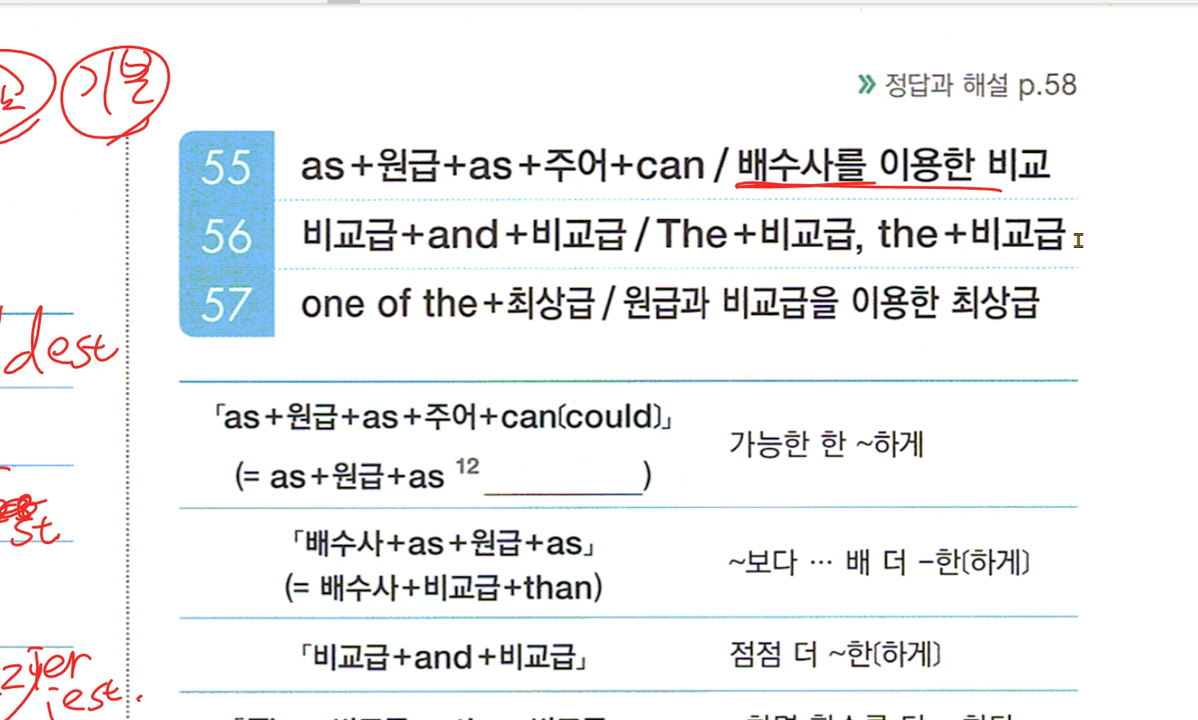 기본
» 정답과 해설 p.58
55 as+원급+as+주어+can / 배수사를 이용한 비교
56 비교급+and+비교급 / The+비교급, the+비교급
57 one of the+최상급 / 원급과 비교급을 이용한 최상급
dest
「as+원급+as+주어+can(could)」
가능한 한 ~하게
(= as+원급+as 12 ________)
st
「배수사+as+원급+as」
(= 배수사+비교급+than)
~보다 … 배 더 –한(하게)
「비교급+and+비교급」
점점 더 ~한(하게)
zier
iest.